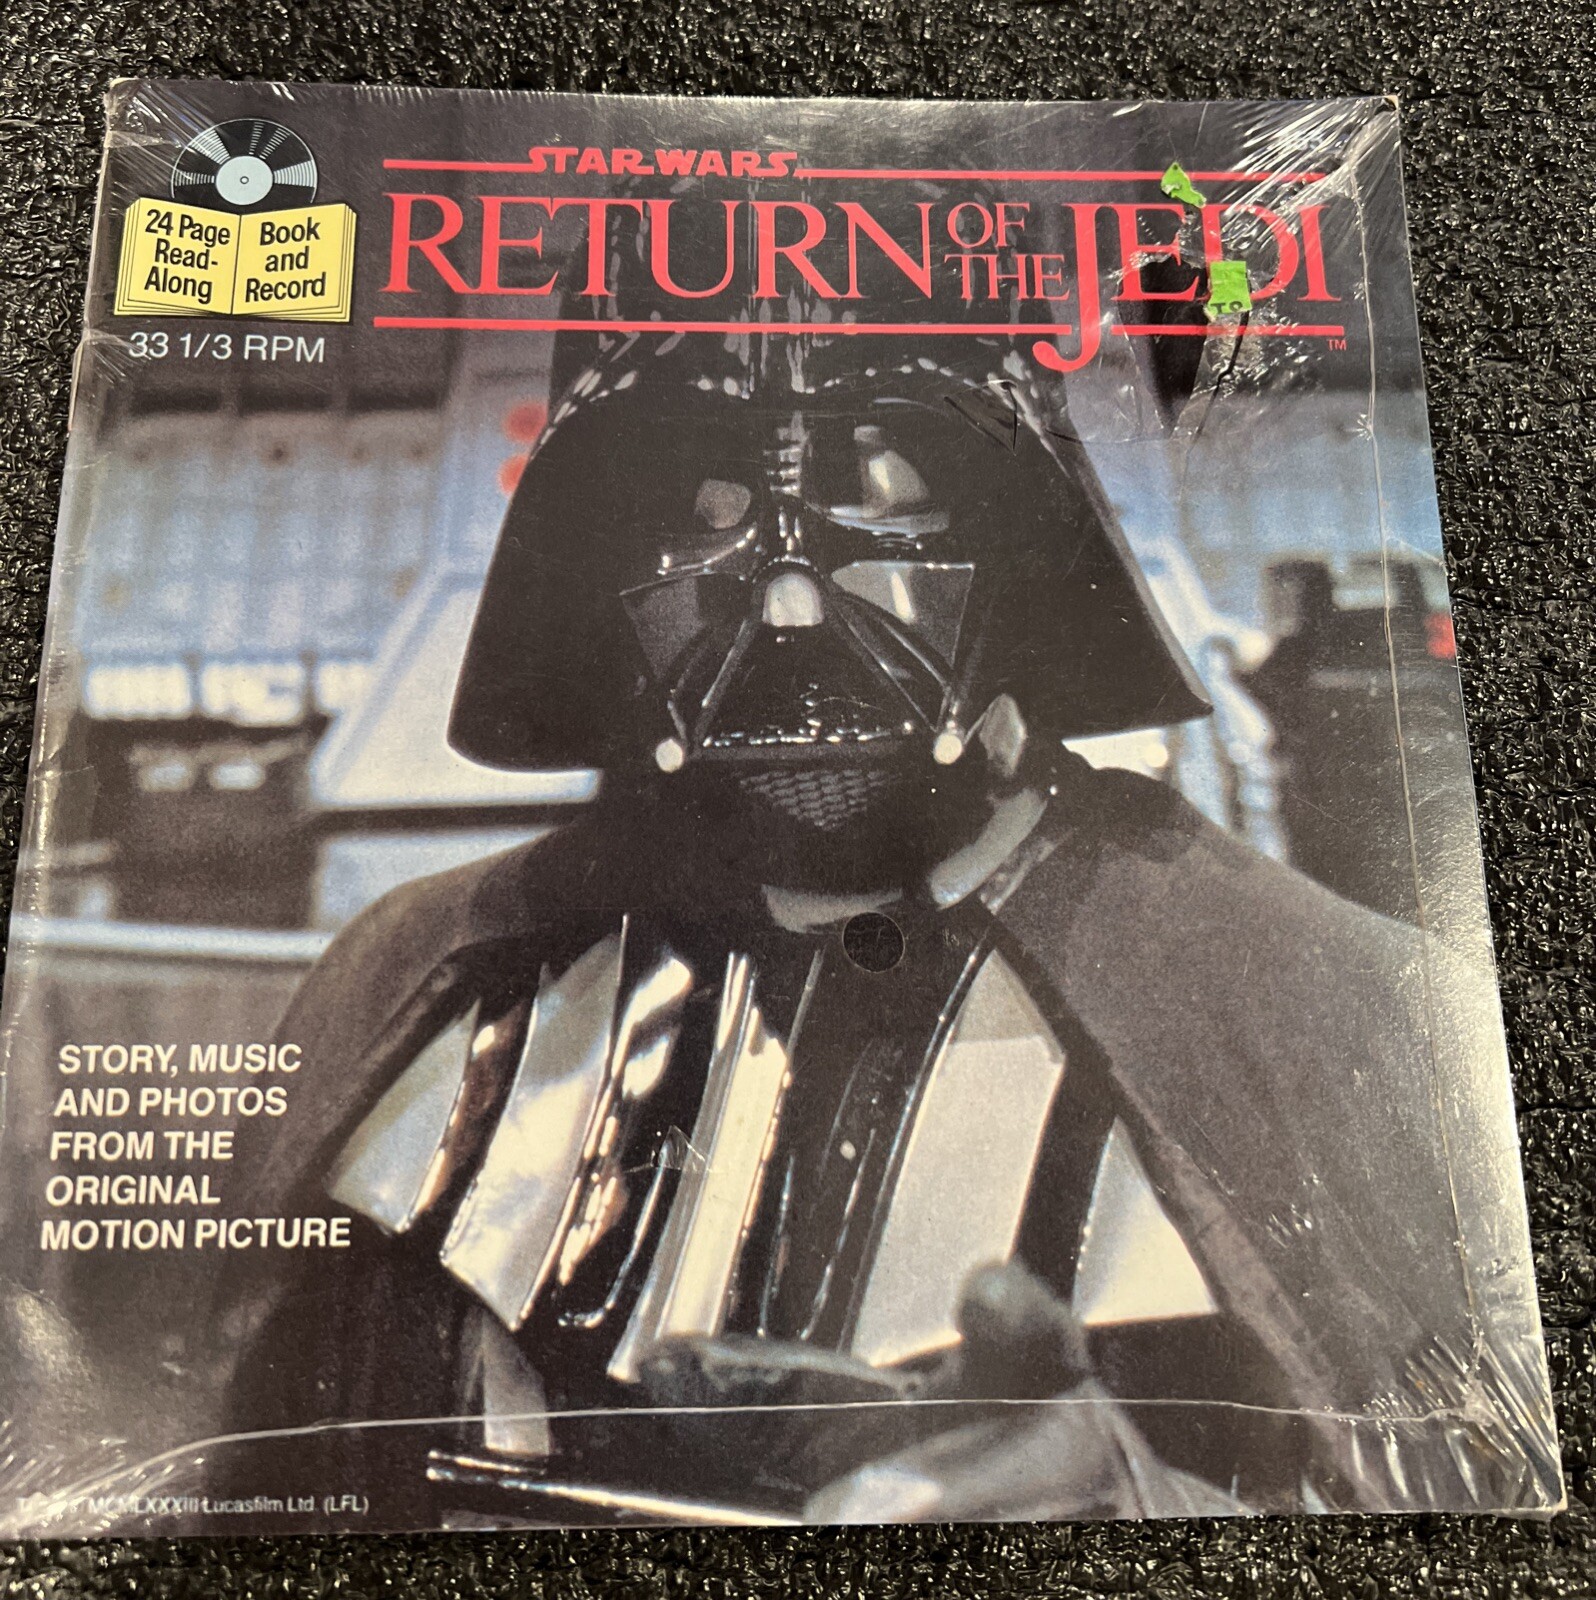 24 Page
Read-
Along
Book
and
Record
33 1/3 RPM
STAR WARS
RETURN OF THE JEDI
TM
STORY, MUSIC
AND PHOTOS
FROM THE
ORIGINAL
MOTION PICTURE
MCMLXXXIII Lucasfilm Ltd. (LFL)